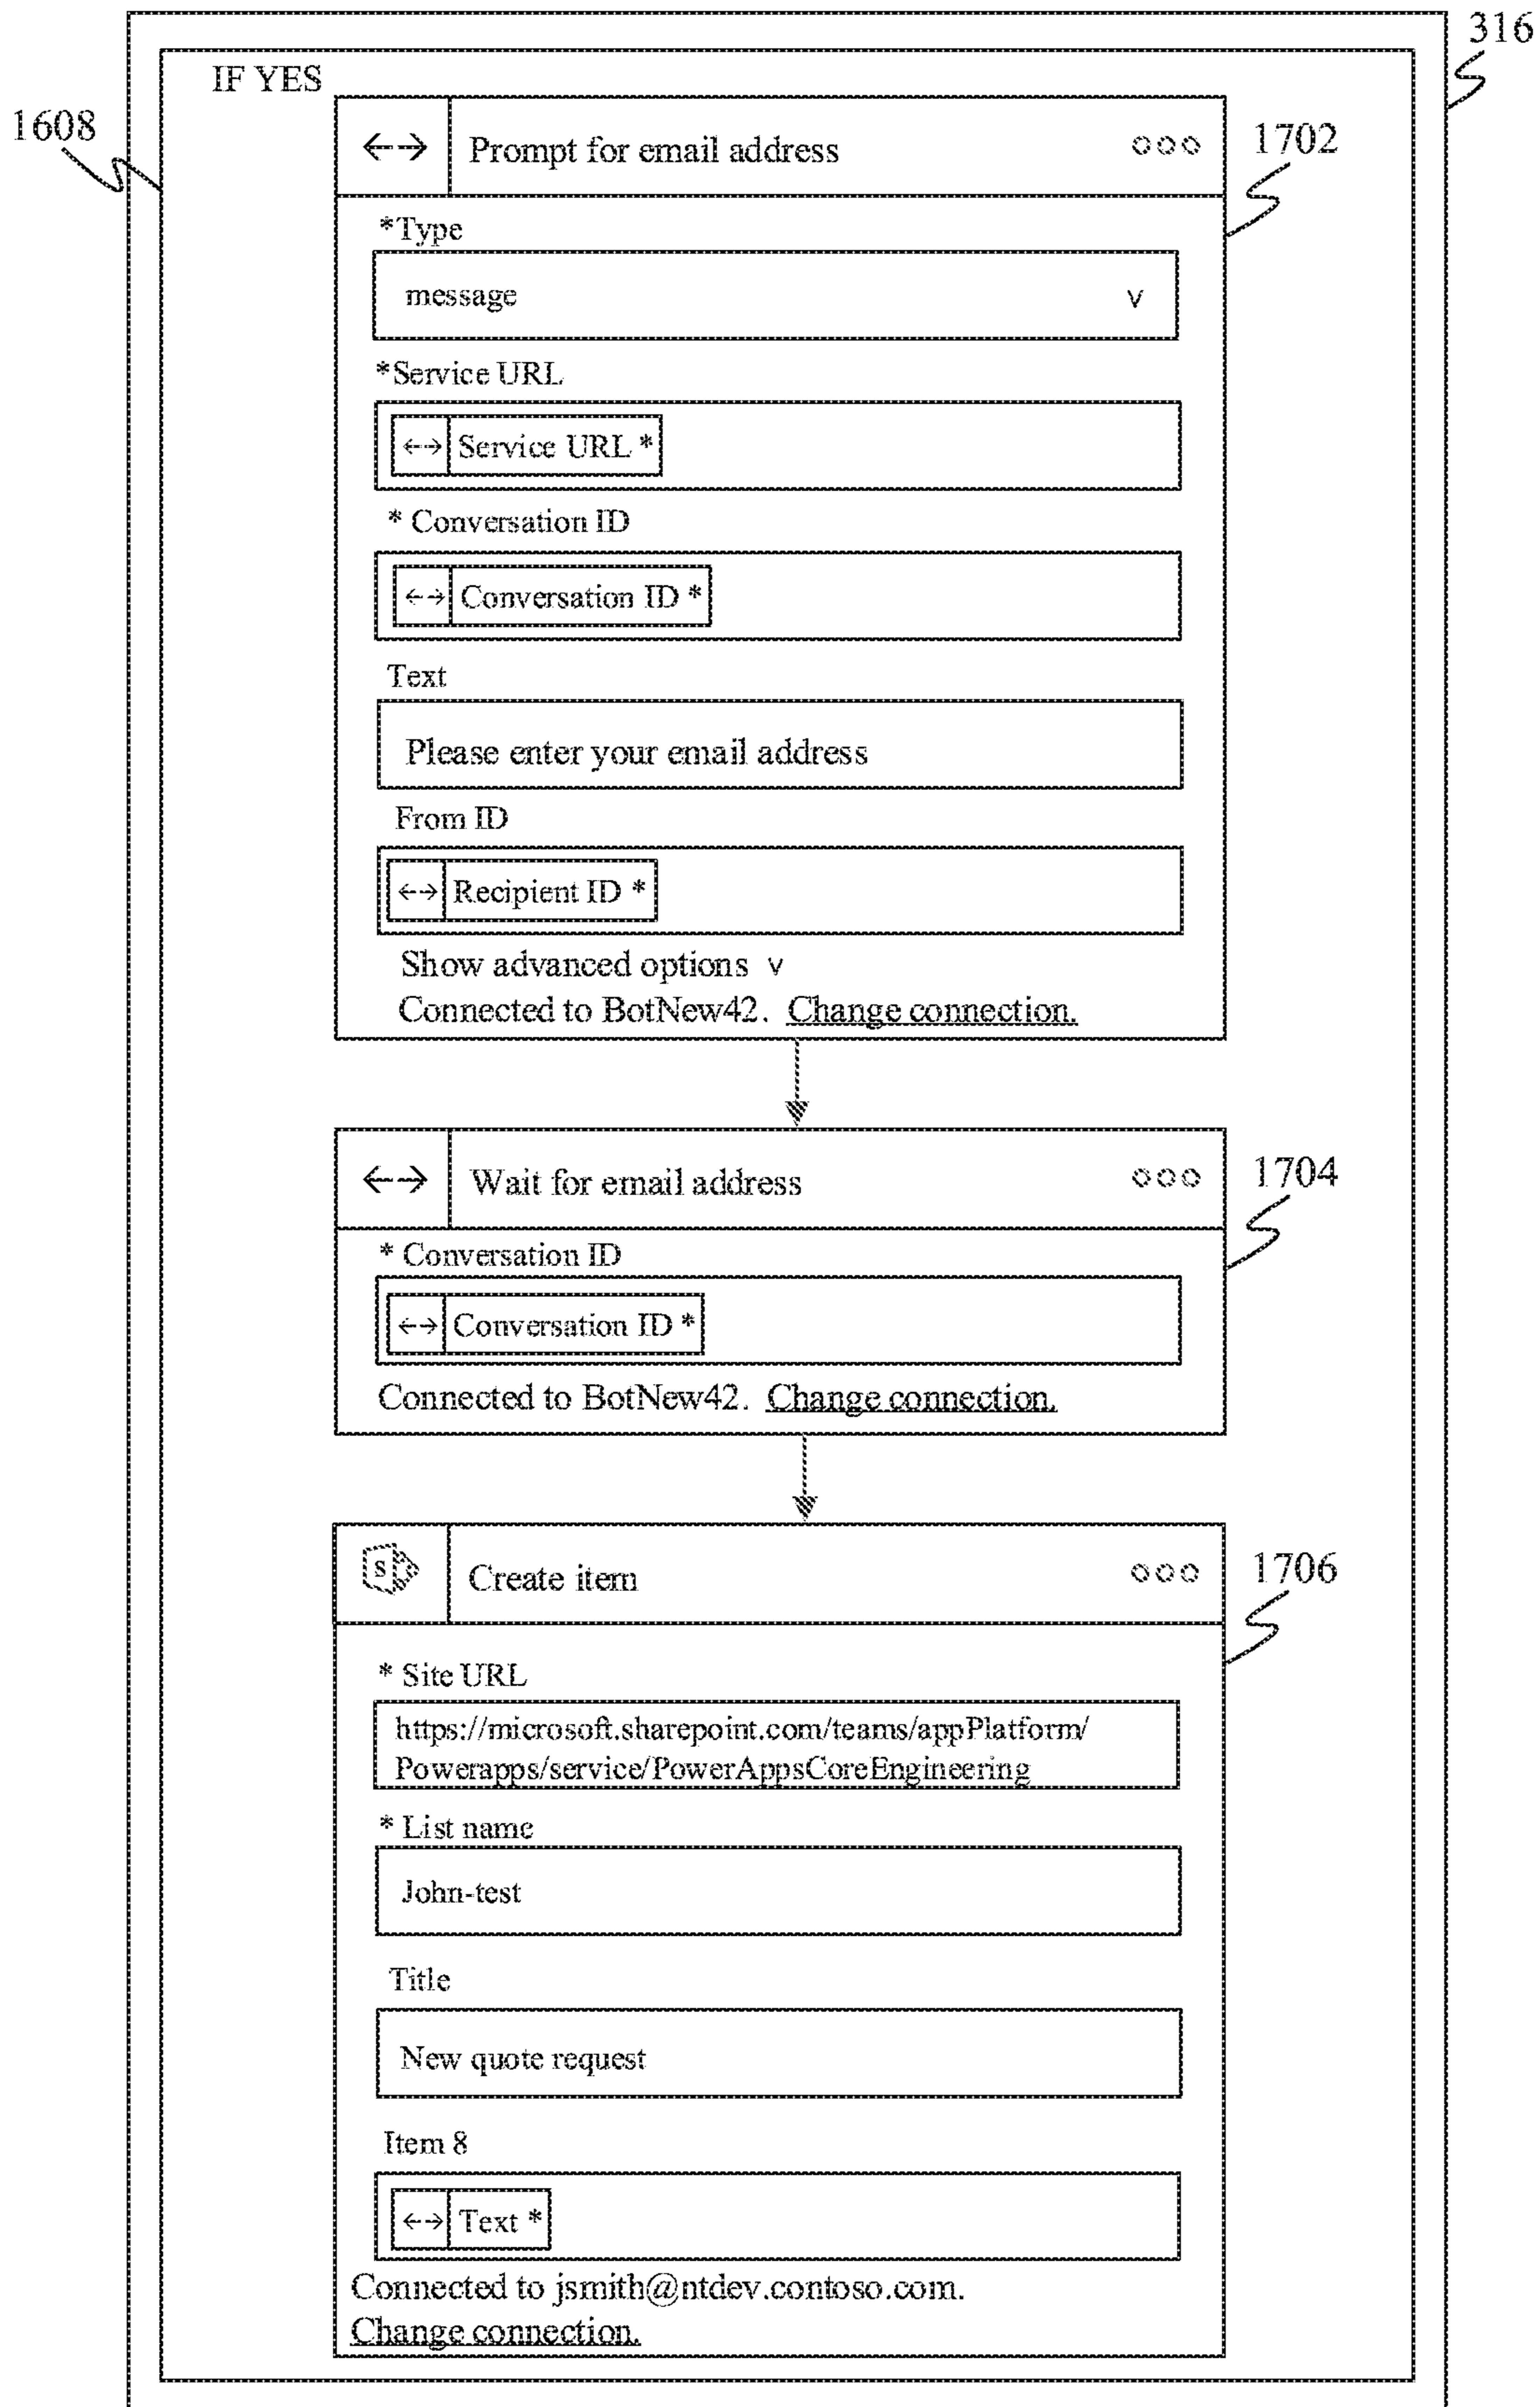 316
IF YES
1608
←-→ Prompt for email address ooo
1702
*Type
message v
*Service URL
←-→ Service URL *
* Conversation ID
←-→ Conversation ID *
Text
Please enter your email address
From ID
←-→ Recipient ID *
Show advanced options v
Connected to BotNew42. Change connection.
←-→ Wait for email address ooo
1704
* Conversation ID
←-→ Conversation ID *
Connected to BotNew42. Change connection.
S Create item ooo
1706
* Site URL
https://microsoft.sharepoint.com/teams/appPlatform/
Powerapps/service/PowerAppsCoreEngineering
* List name
John-test
Title
New quote request
Item 8
←-→ Text *
Connected to jsmith@ntdev.contoso.com.
Change connection.